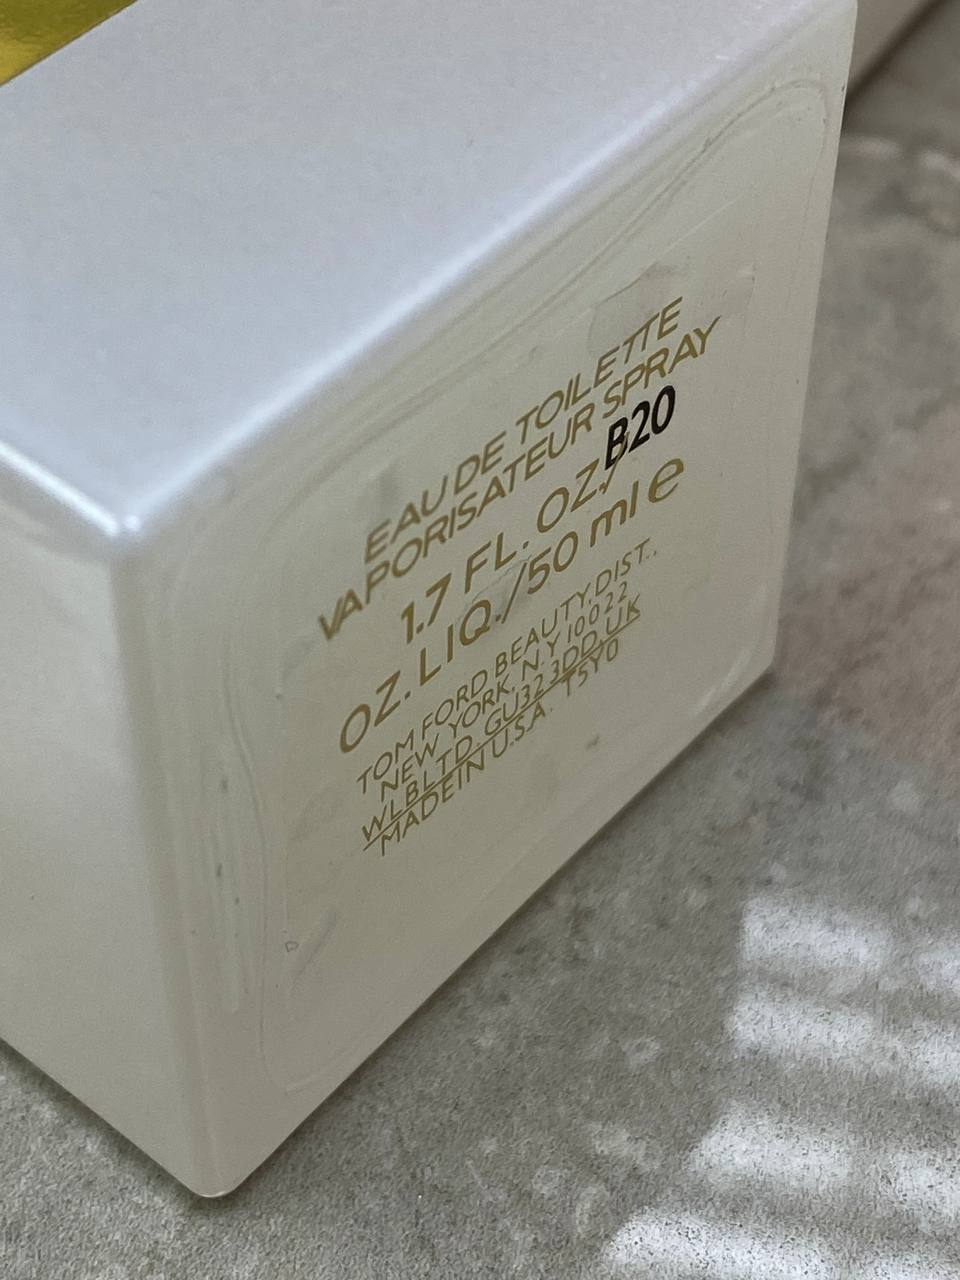 EAU DE TOILETTE
VAPORISATEUR SPRAY
B20
1.7 FL. OZ./
OZ. LIQ./50 ml e
TOM FORD BEAUTY, DIST.,
NEW YORK, N.Y 10022
WLBLTD. GU323DD, UK
MADE IN U.S.A. T5Y0